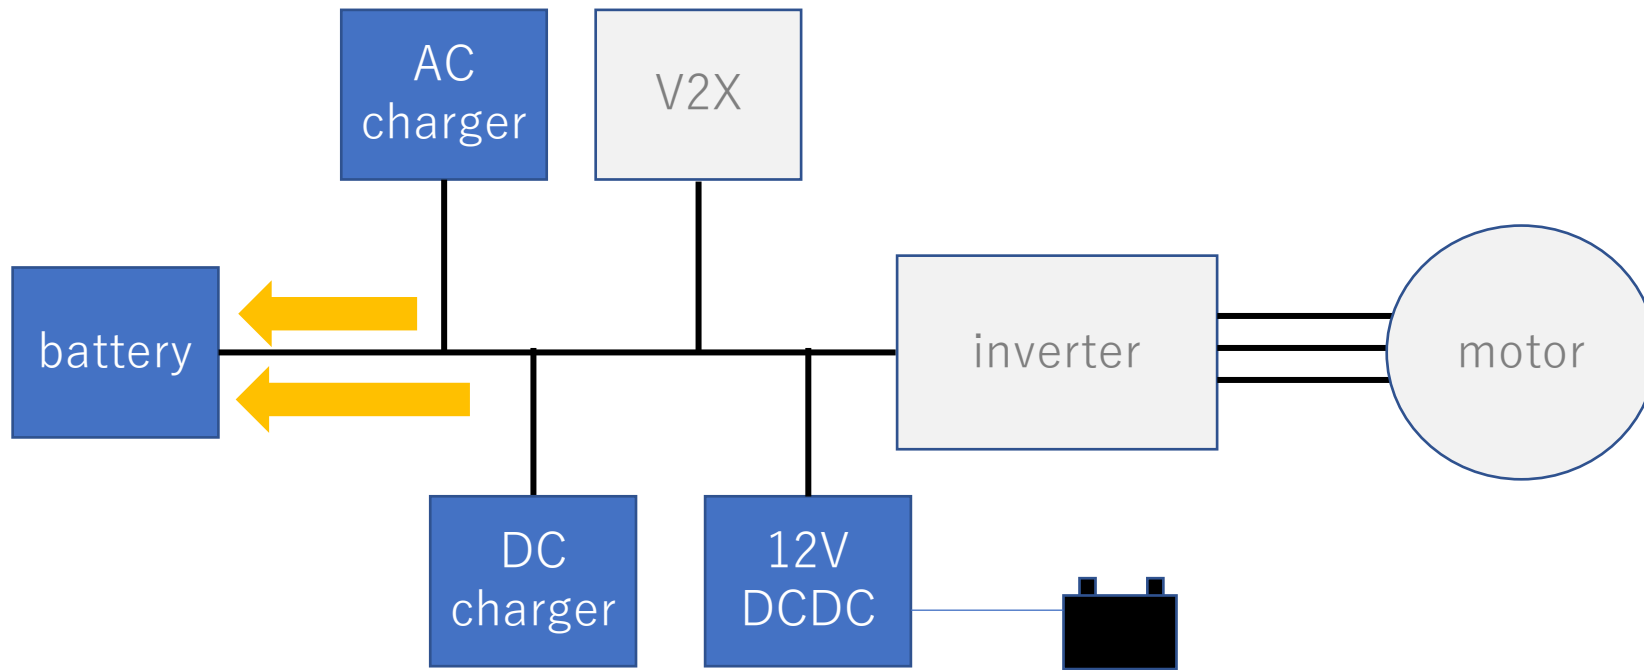 AC
charger
V2X
battery
inverter
motor
DC
charger
12V
DCDC